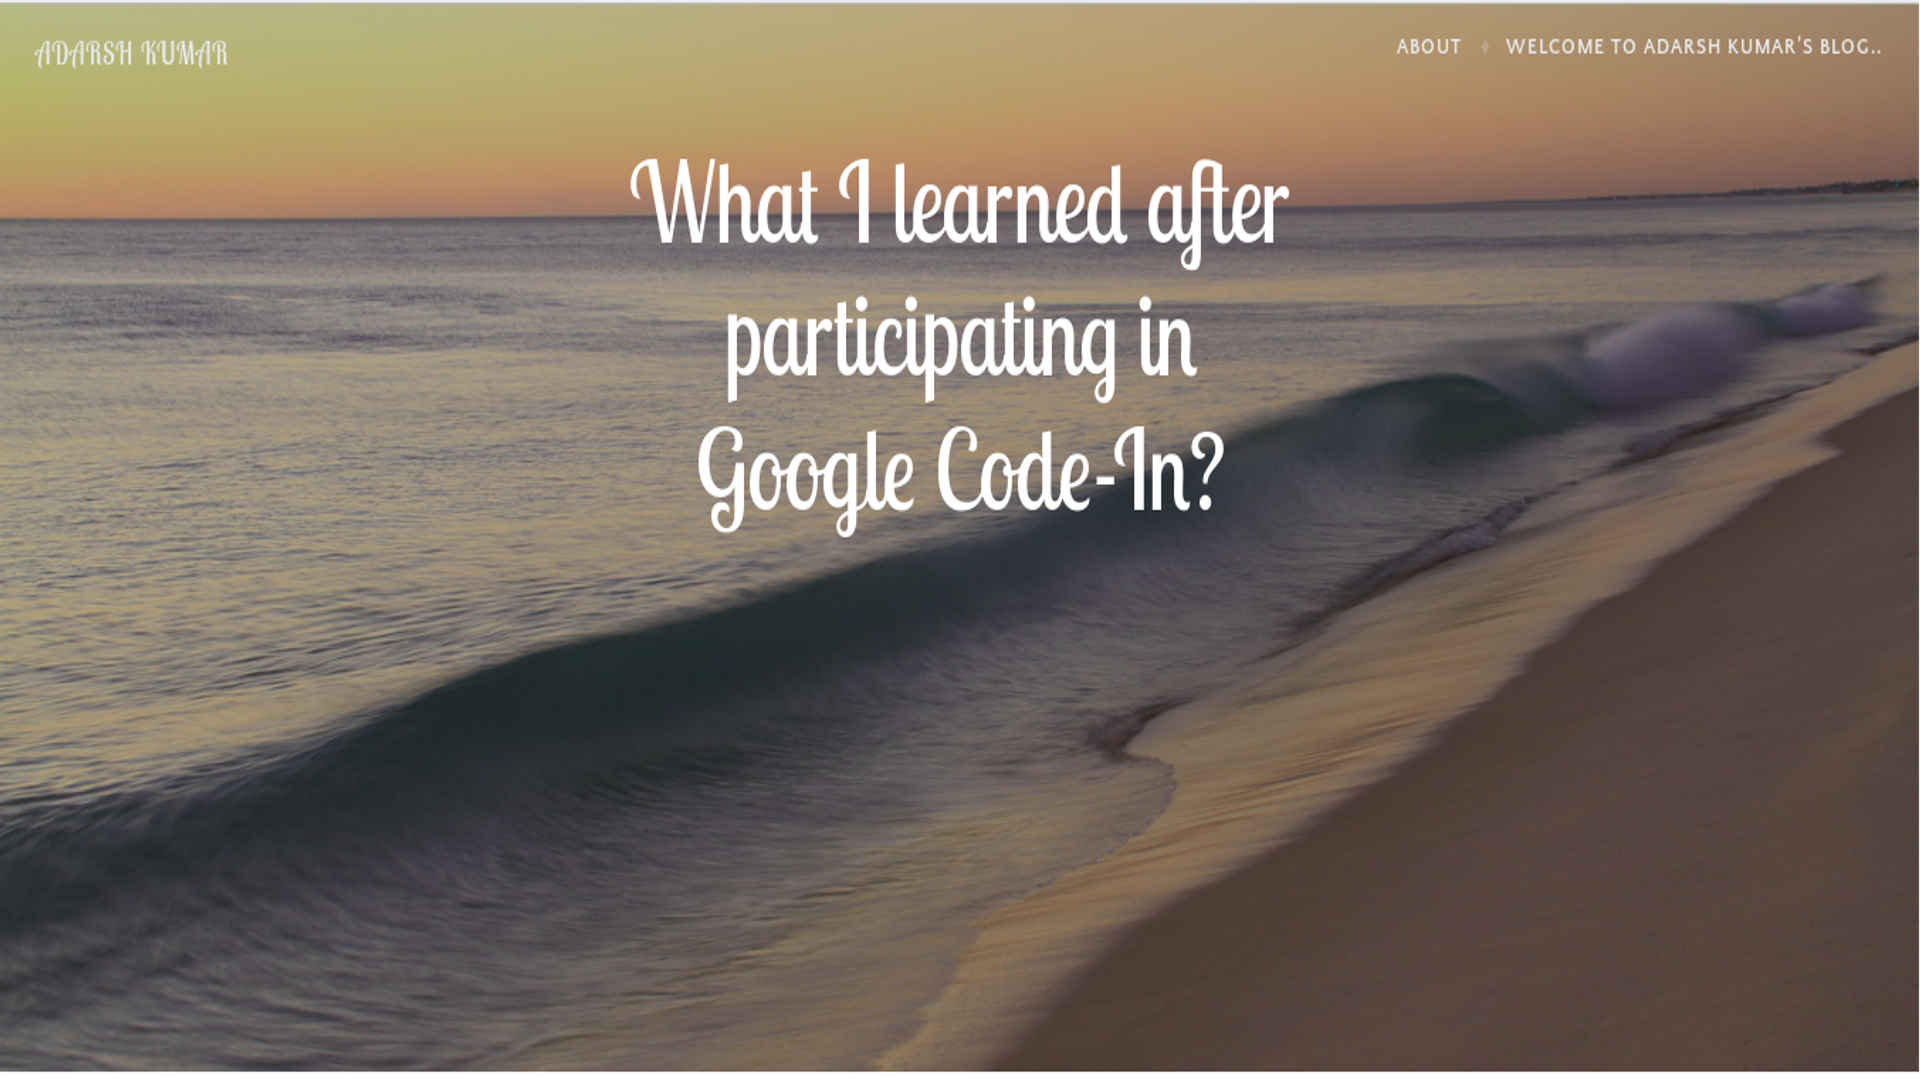 ADARSH KUMAR
ABOUT ♦ WELCOME TO ADARSH KUMAR'S BLOG..
What I learned after
participating in
Google Code-In?